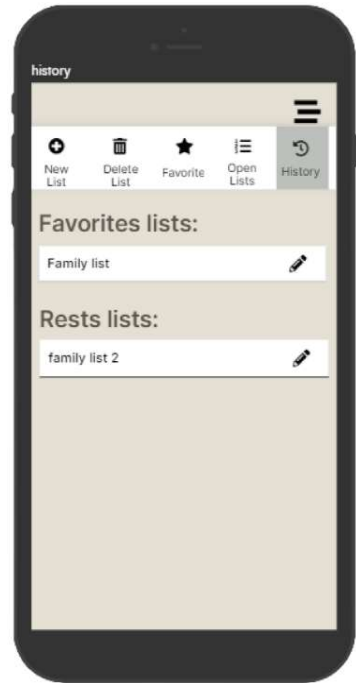 history
New List
Delete List
Favorite
Open Lists
History
Favorites lists:
Family list
Rests lists:
family list 2